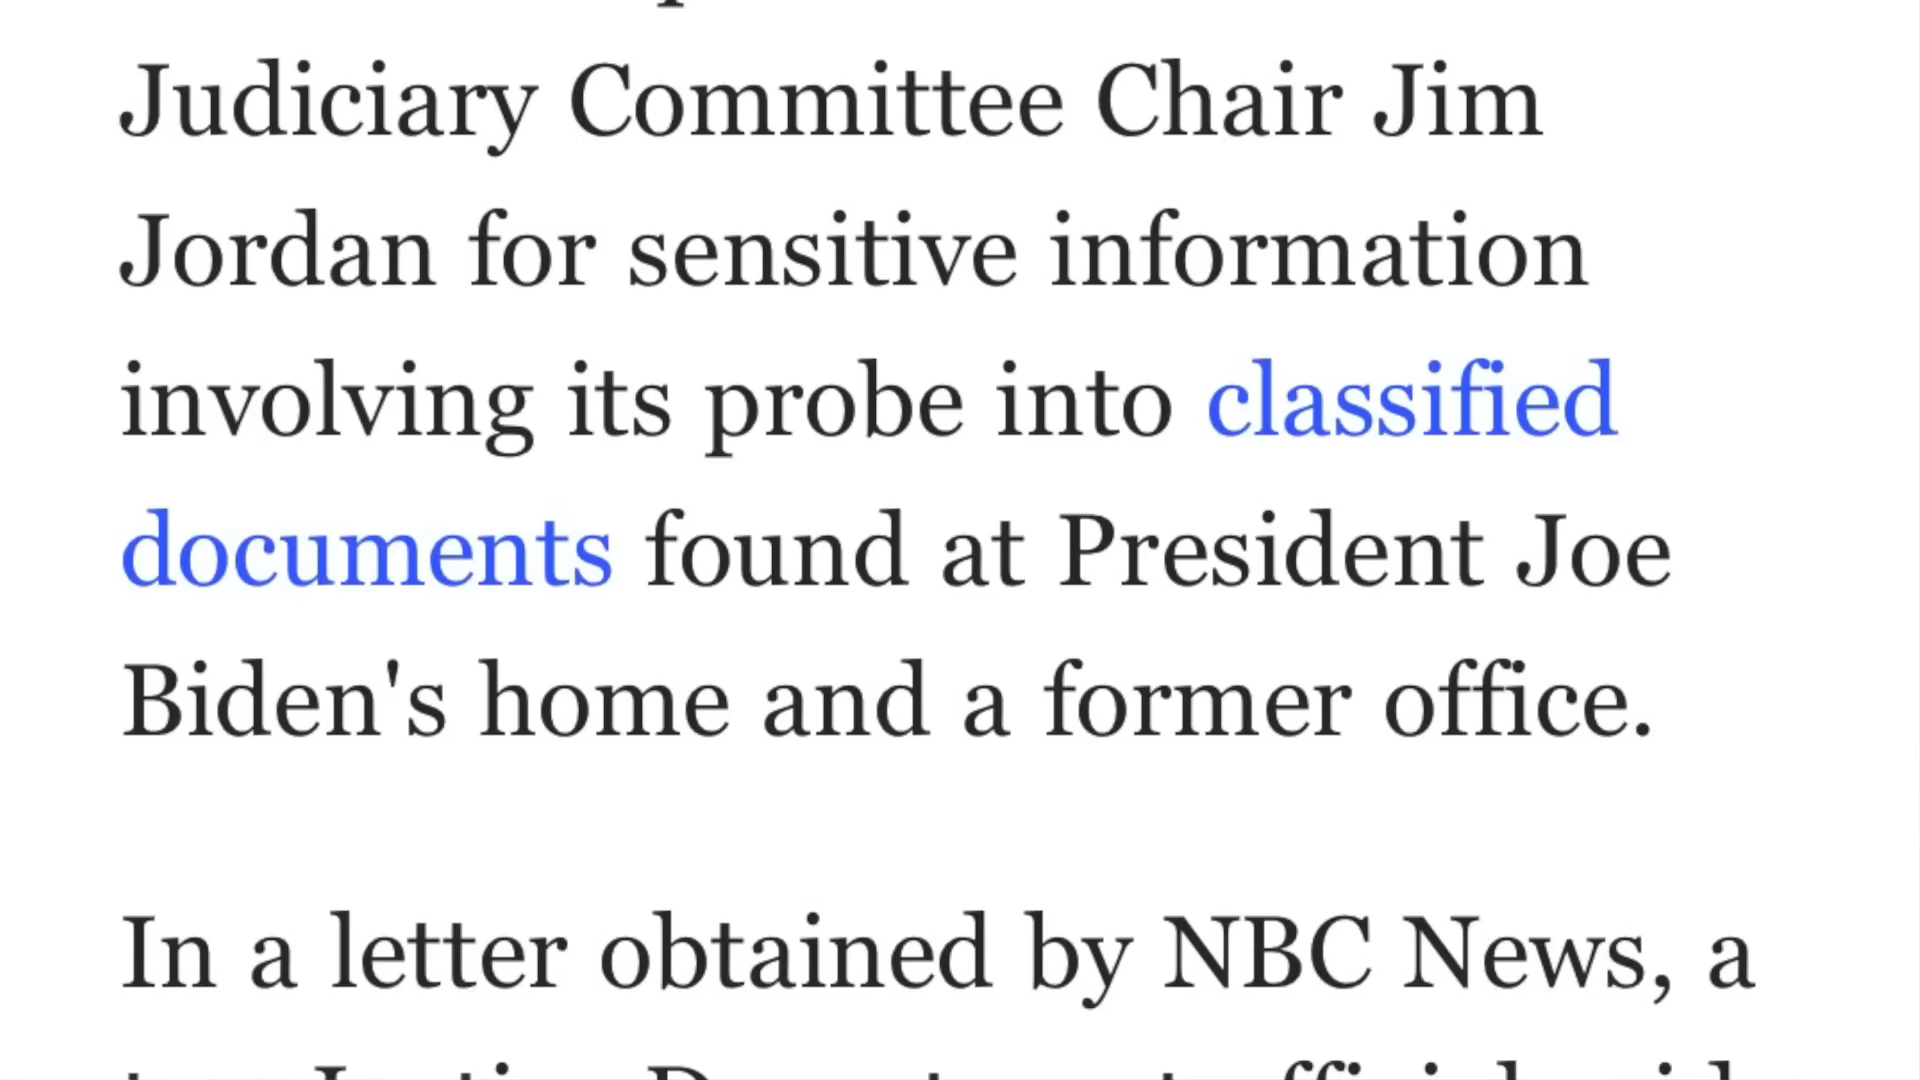 Judiciary Committee Chair Jim
Jordan for sensitive information
involving its probe into classified
documents found at President Joe
Biden's home and a former office.
In a letter obtained by NBC News, a